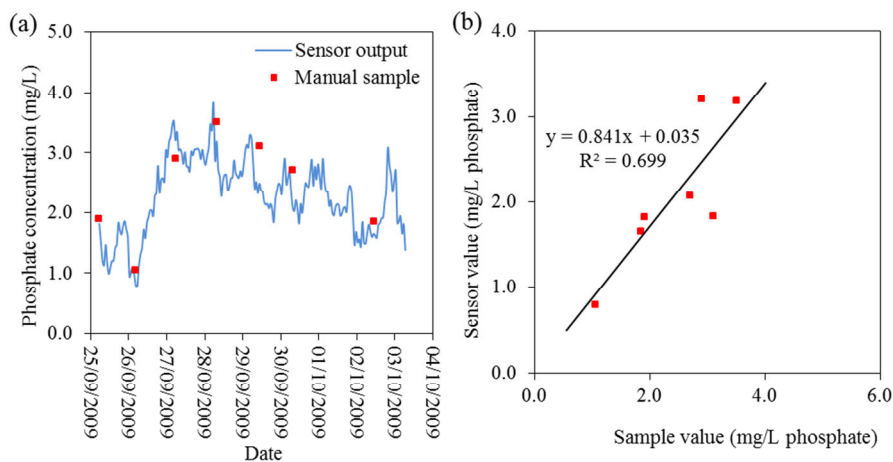 (a)
5.0
4.0
3.0
2.0
1.0
0.0
Phosphate concentration (mg/L)
Sensor output
Manual sample
25/09/2009
26/09/2009
27/09/2009
28/09/2009
29/09/2009
30/09/2009
01/10/2009
02/10/2009
03/10/2009
04/10/2009
Date
(b)
4.0
3.0
2.0
1.0
0.0
Sensor value (mg/L phosphate)
y = 0.841x + 0.035
R² = 0.699
0.0 2.0 4.0 6.0
Sample value (mg/L phosphate)